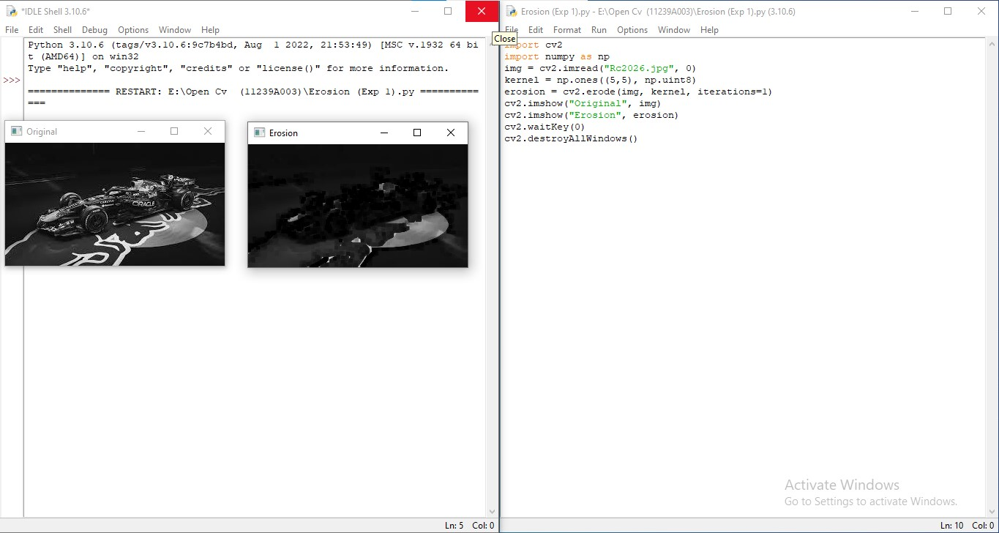 *IDLE Shell 3.10.6*
File Edit Shell Debug Options Window Help
Python 3.10.6 (tags/v3.10.6:9c7b4bd, Aug  1 2022, 21:53:49) [MSC v.1932 64 bi
t (AMD64)] on win32
Type "help", "copyright", "credits" or "license()" for more information.
>>>
============== RESTART: E:\Open Cv  (11239A003)\Erosion (Exp 1).py ==========
===
Original
ORACLE
Erosion
Ln: 5 Col: 0
Close
Erosion (Exp 1).py - E:\Open Cv  (11239A003)\Erosion (Exp 1).py (3.10.6)
File Edit Format Run Options Window Help
import cv2
import numpy as np
img = cv2.imread("Rc2026.jpg", 0)
kernel = np.ones((5,5), np.uint8)
erosion = cv2.erode(img, kernel, iterations=1)
cv2.imshow("Original", img)
cv2.imshow("Erosion", erosion)
cv2.waitKey(0)
cv2.destroyAllWindows()
Activate Windows
Go to Settings to activate Windows.
Ln: 10 Col: 0